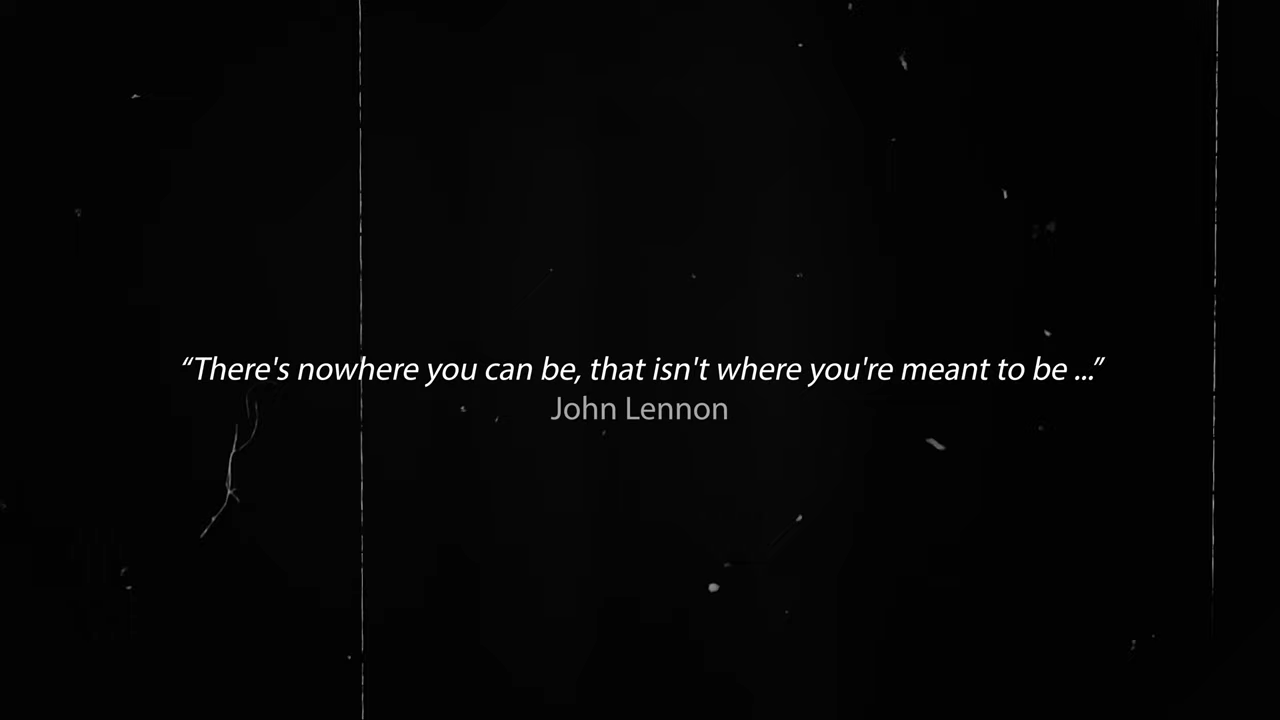 “There's nowhere you can be, that isn't where you're meant to be ...”
John Lennon